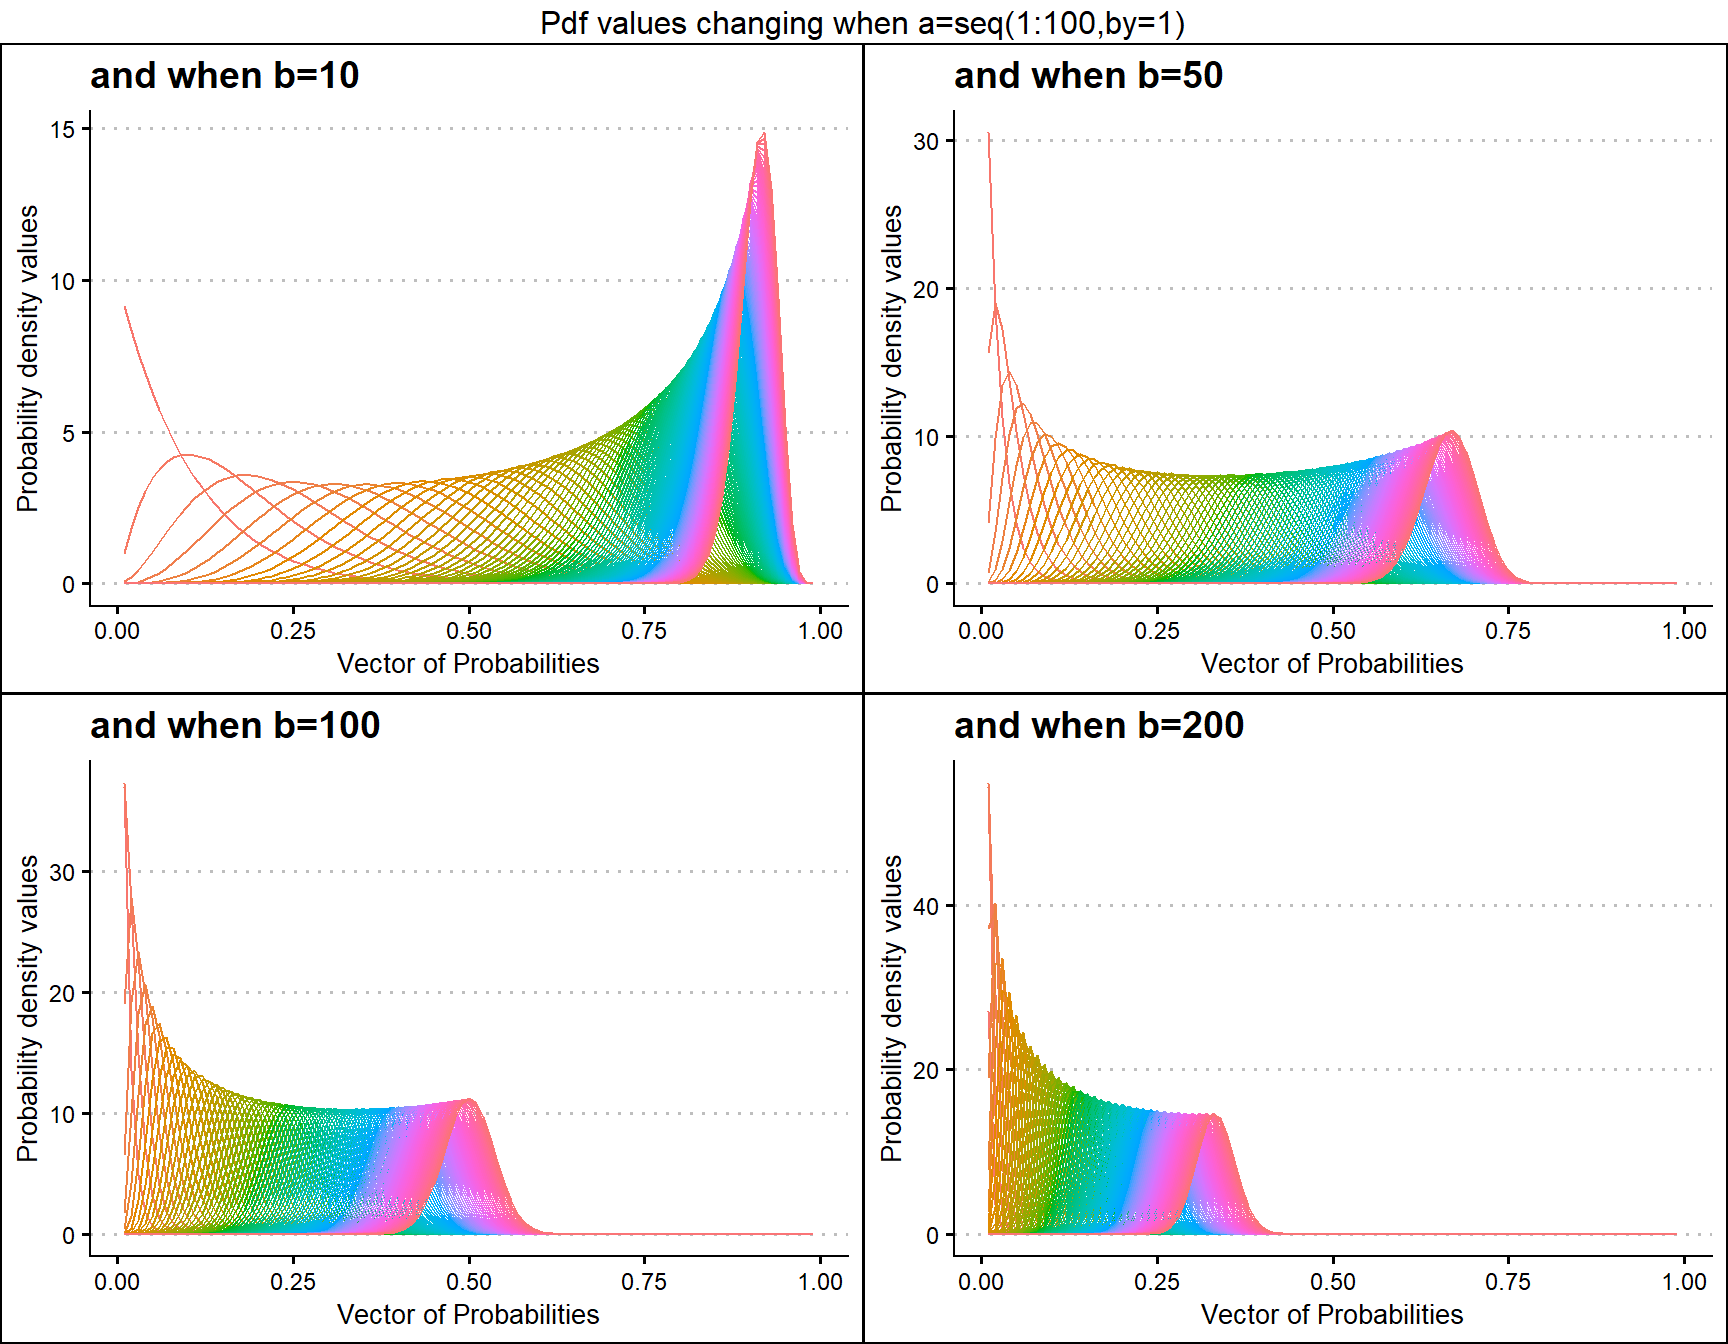 Pdf values changing when a=seq(1:100,by=1)
and when b=10
Probability density values
15
10
5
0
0.00 0.25 0.50 0.75 1.00
Vector of Probabilities
and when b=50
Probability density values
30
20
10
0
0.00 0.25 0.50 0.75 1.00
Vector of Probabilities
and when b=100
Probability density values
30
20
10
0
0.00 0.25 0.50 0.75 1.00
Vector of Probabilities
and when b=200
Probability density values
40
20
0
0.00 0.25 0.50 0.75 1.00
Vector of Probabilities